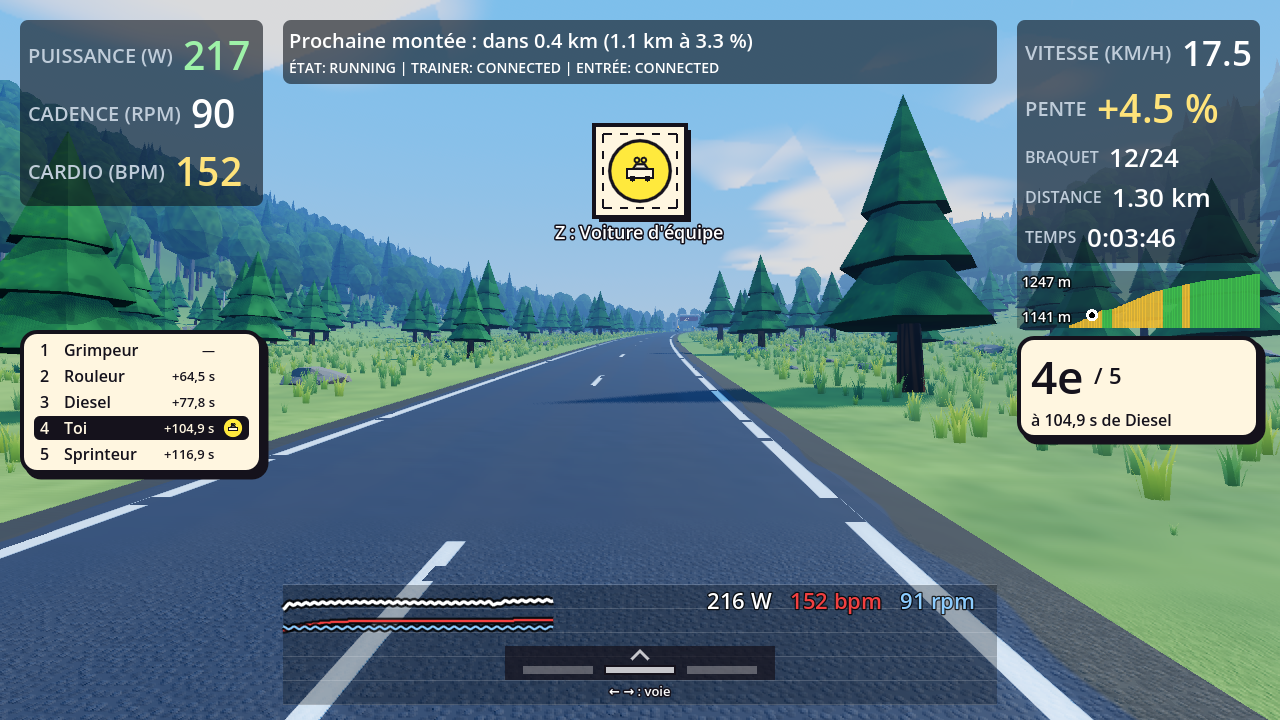 PUISSANCE (W) 217
CADENCE (RPM) 90
CARDIO (BPM) 152
Prochaine montée : dans 0.4 km (1.1 km à 3.3 %)
ÉTAT: RUNNING | TRAINER: CONNECTED | ENTRÉE: CONNECTED
Z : Voiture d'équipe
VITESSE (KM/H) 17.5
PENTE +4.5 %
BRAQUET 12/24
DISTANCE 1.30 km
TEMPS 0:03:46
1247 m
1141 m
1 Grimpeur —
2 Rouleur +64,5 s
3 Diesel +77,8 s
4 Toi +104,9 s
5 Sprinteur +116,9 s
4e / 5
à 104,9 s de Diesel
216 W 152 bpm 91 rpm
← → : voie